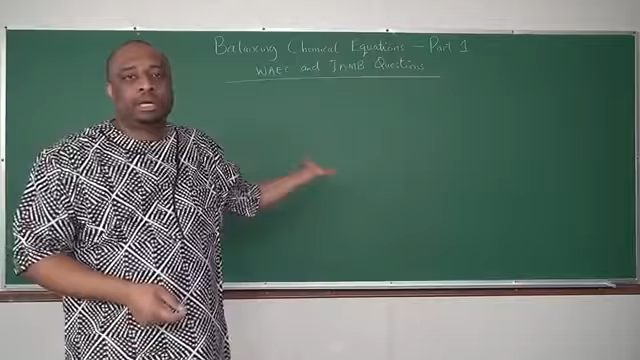 Balancing Chemical Equations - Part 1
WAEC and JAMB Questions